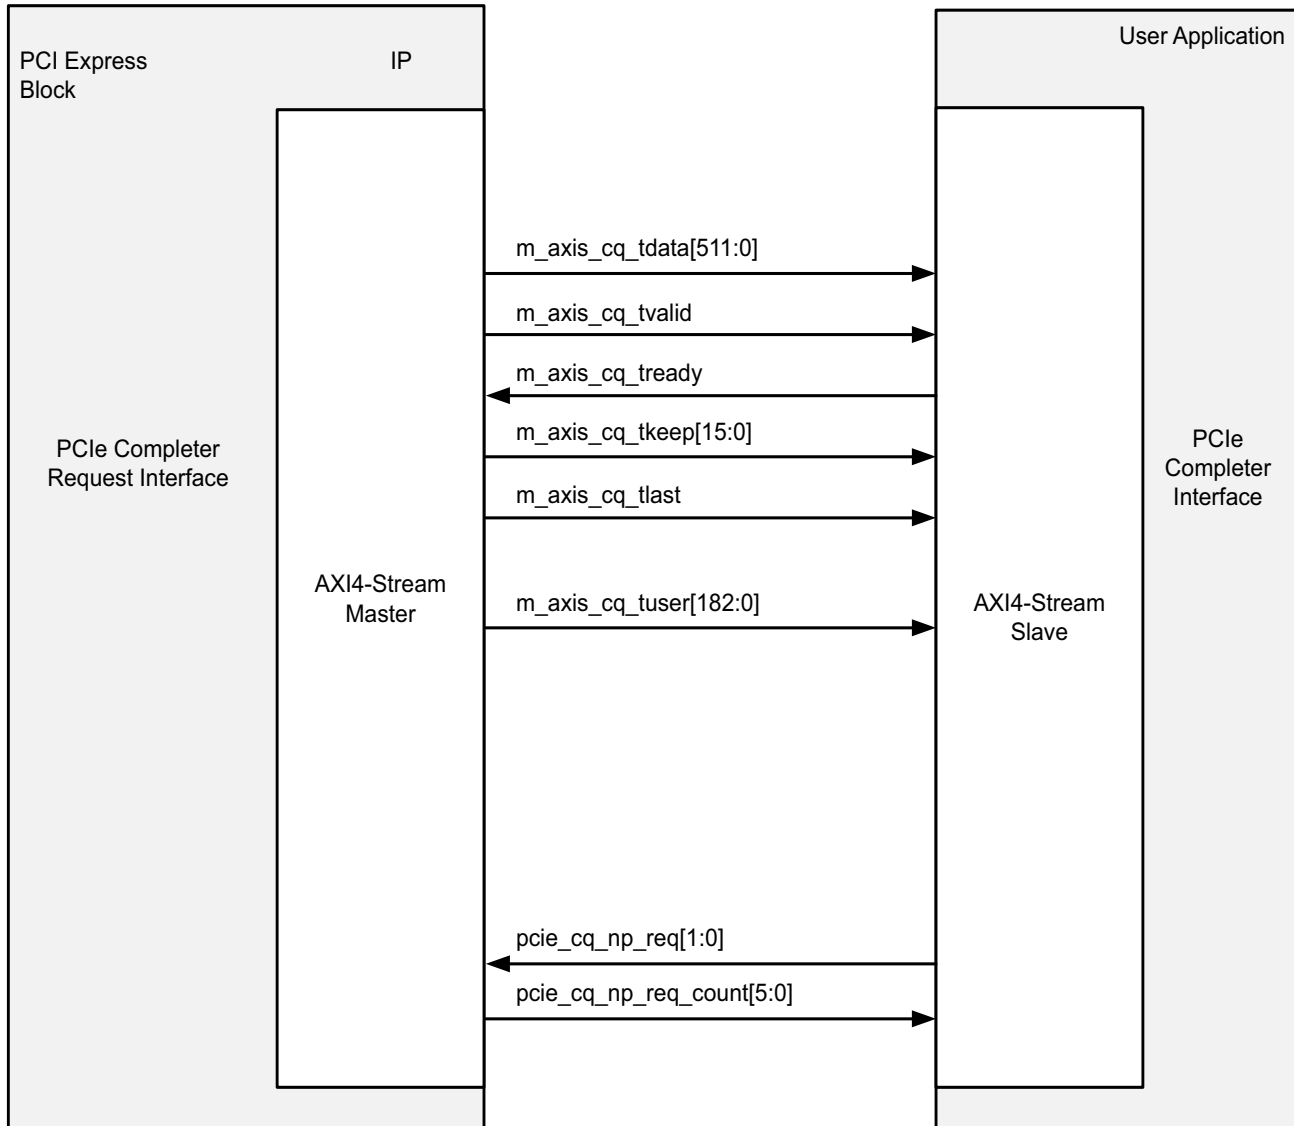 PCI Express
Block
IP
User Application
m_axis_cq_tdata[511:0]
m_axis_cq_tvalid
m_axis_cq_tready
m_axis_cq_tkeep[15:0]
m_axis_cq_tlast
m_axis_cq_tuser[182:0]
pcie_cq_np_req[1:0]
pcie_cq_np_req_count[5:0]
PCIe Completer
Request Interface
AXI4-Stream
Master
AXI4-Stream
Slave
PCIe
Completer
Interface